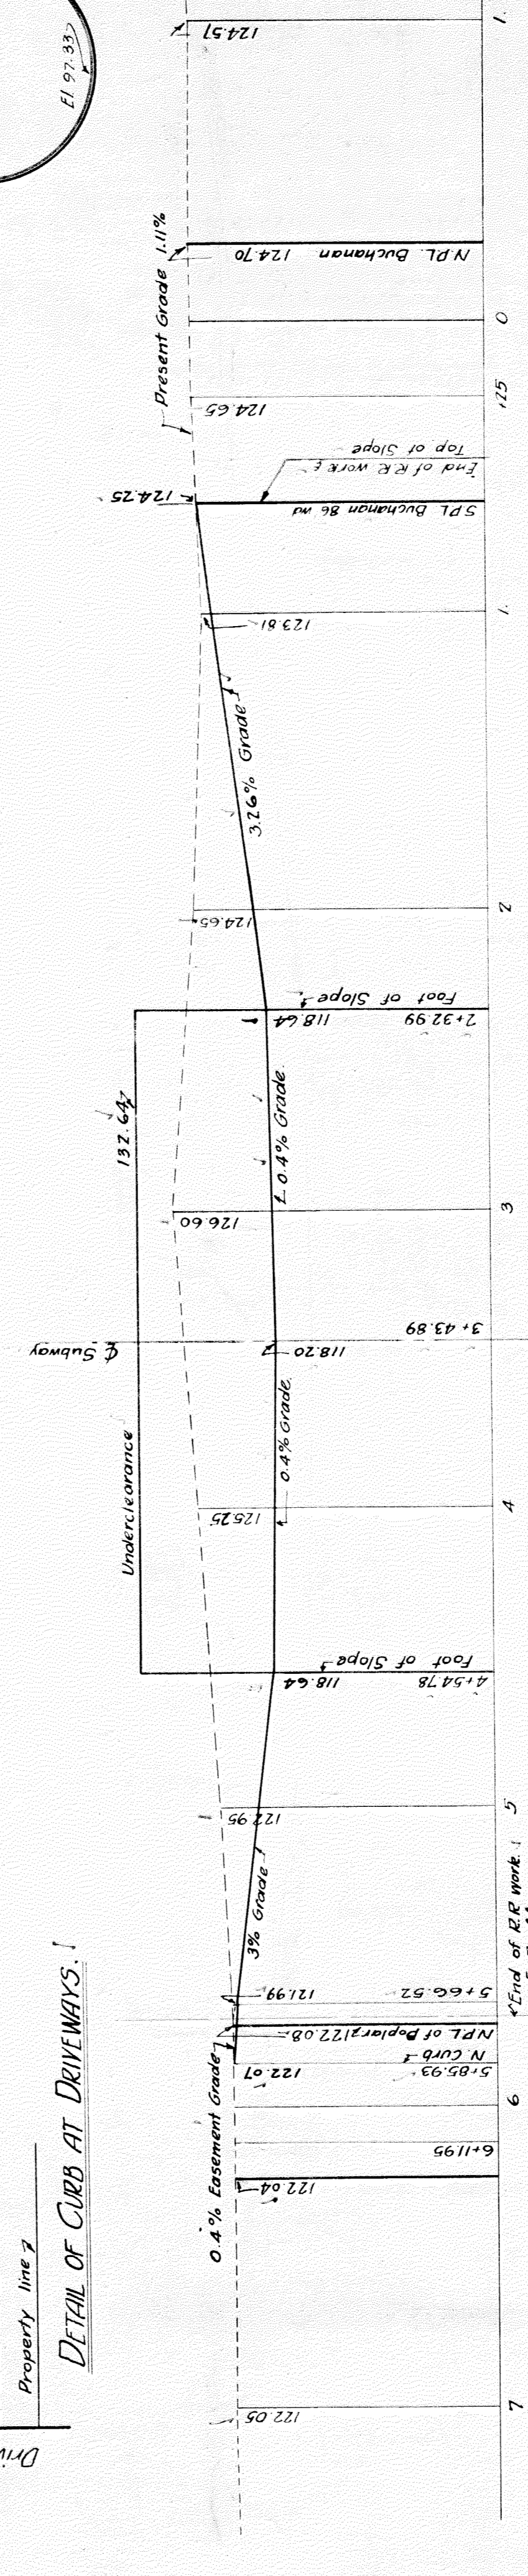 El. 97.33
124.57
1.
Present Grade 1.11%
N.P.L. Buchanan 124.70
0
124.65
.25
End of R.R. work &
Top of Slope
124.25
S.P.L. Buchanan 86 wd
123.81
1.
3.26% Grade
124.65
2
Foot of Slope
118.64 2+32.99
132.64
0.4% Grade.
126.60
3
℄ Subway
118.20 3+43.89
Underclearance
0.4% Grade.
125.25
4
Foot of Slope
118.64 4+54.78
122.95
5
3% Grade
End of R.R. work.
121.99 5+66.52
N.P.L. of Poplar 122.08
N. Curb
122.07 5+85.93
6
0.4% Easement Grade
6+11.95
122.04
122.05
7
Property line
DETAIL OF CURB AT DRIVEWAYS.